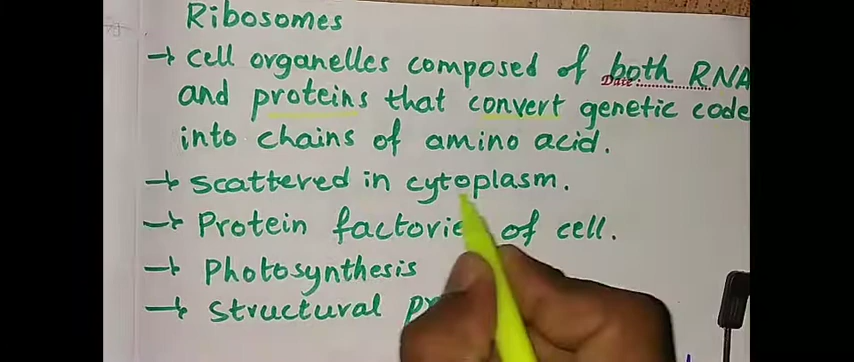 Ribosomes
→ Cell organelles composed of both RNA
Date
and proteins that convert genetic code
into chains of amino acid.
→ Scattered in cytoplasm.
→ Protein of cell.
→ Photosynthesis
→ Structural